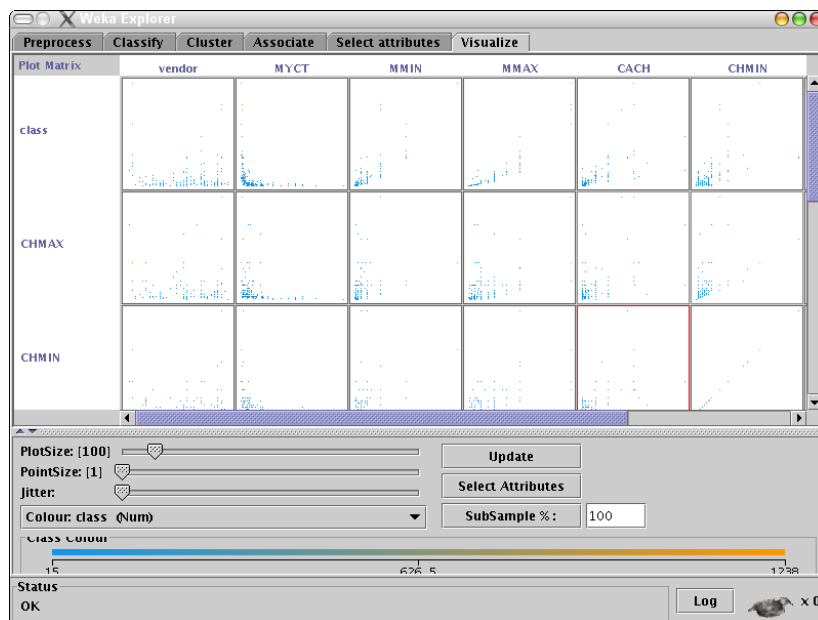 Weka Explorer
Preprocess Classify Cluster Associate Select attributes Visualize
Plot Matrix vendor MYCT MMIN MMAX CACH CHMIN
class
CHMAX
CHMIN
PlotSize: [100]
Update
PointSize: [1]
Select Attributes
Jitter:
Colour: class (Num)
SubSample % :
100
Class Colour
15 626.5 1238
Status
OK
Log
x 0